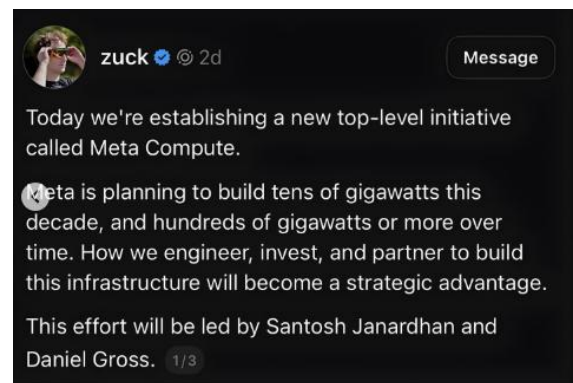 zuck 2d
Message
Today we're establishing a new top-level initiative
called Meta Compute.
Meta is planning to build tens of gigawatts this
decade, and hundreds of gigawatts or more over
time. How we engineer, invest, and partner to build
this infrastructure will become a strategic advantage.
This effort will be led by Santosh Janardhan and
Daniel Gross. 1/3